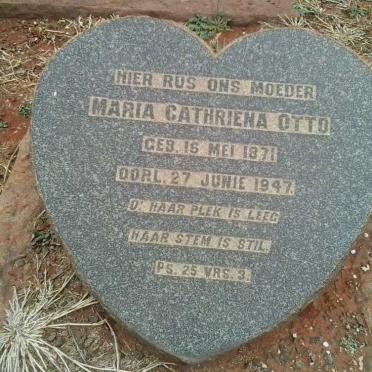 HIER RUS ONS MOEDER
MARIA CATHRIENA OTTO
GEB. 16 MEI 1871
OORL. 27 JUNIE 1947.
O' HAAR PLEK IS LEEG
HAAR STEM IS STIL.
PS. 25 VRS. 3.